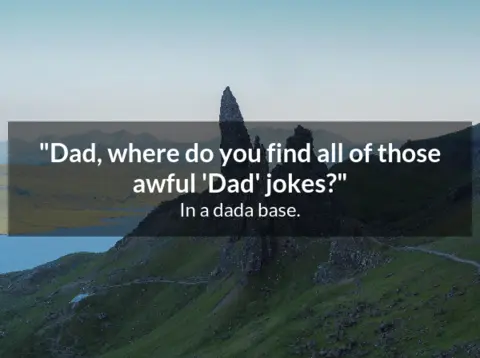 "Dad, where do you find all of those
awful 'Dad' jokes?"
In a dada base.